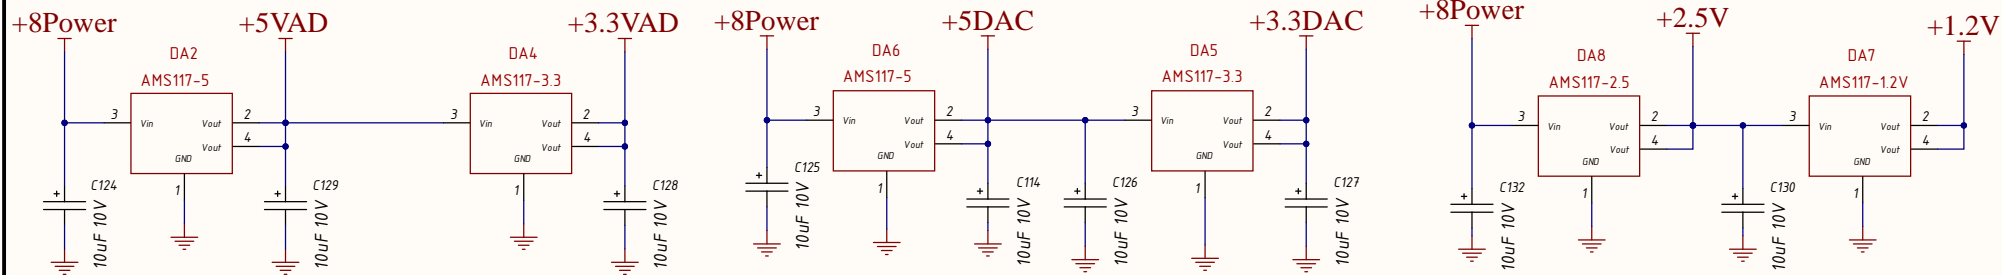 +8Power
+5VAD
+3.3VAD
DA2
AMS117-5
DA4
AMS117-3.3
3
Vin
Vout
2
Vout
4
GND
1
3
Vin
Vout
2
Vout
4
GND
1
+
C124
10uF 10V
+
C129
10uF 10V
+
C128
10uF 10V
+8Power
+5DAC
+3.3DAC
DA6
AMS117-5
DA5
AMS117-3.3
3
Vin
Vout
2
Vout
4
GND
1
3
Vin
Vout
2
Vout
4
GND
1
+
C125
10uF 10V
+
C114
10uF 10V
+
C126
10uF 10V
+
C127
10uF 10V
+8Power
+2.5V
+1.2V
DA8
AMS117-2.5
DA7
AMS117-1.2V
3
Vin
Vout
2
Vout
4
GND
1
3
Vin
Vout
2
Vout
4
GND
1
+
C132
10uF 10V
+
C130
10uF 10V